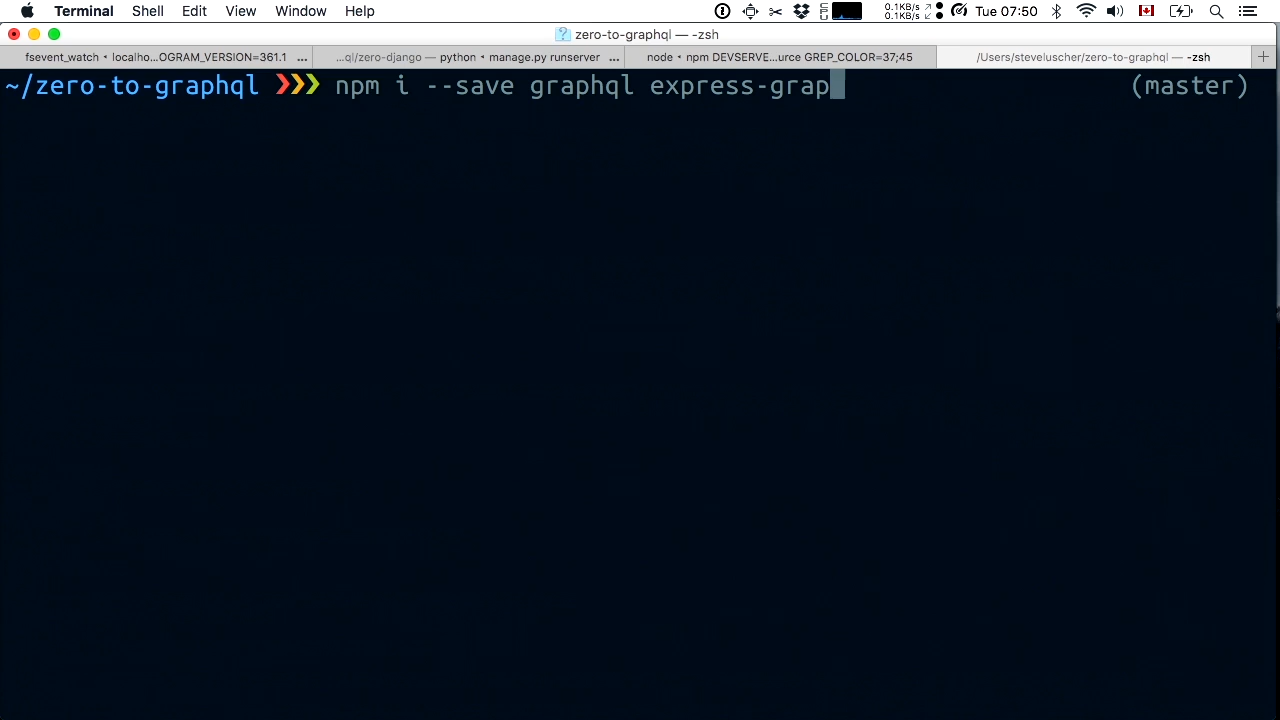 Terminal Shell Edit View Window Help 0.1KB/s 0.1KB/s Tue 07:50
zero-to-graphql — -zsh
fsevent_watch ◂ localho...OGRAM_VERSION=361.1 ... ...ql/zero-django — python ◂ manage.py runserver ... node ◂ npm DEVSERVE...urce GREP_COLOR=37;45 /Users/steveluscher/zero-to-graphql — -zsh
~/zero-to-graphql ❯❯❯ npm i --save graphql express-grap (master)